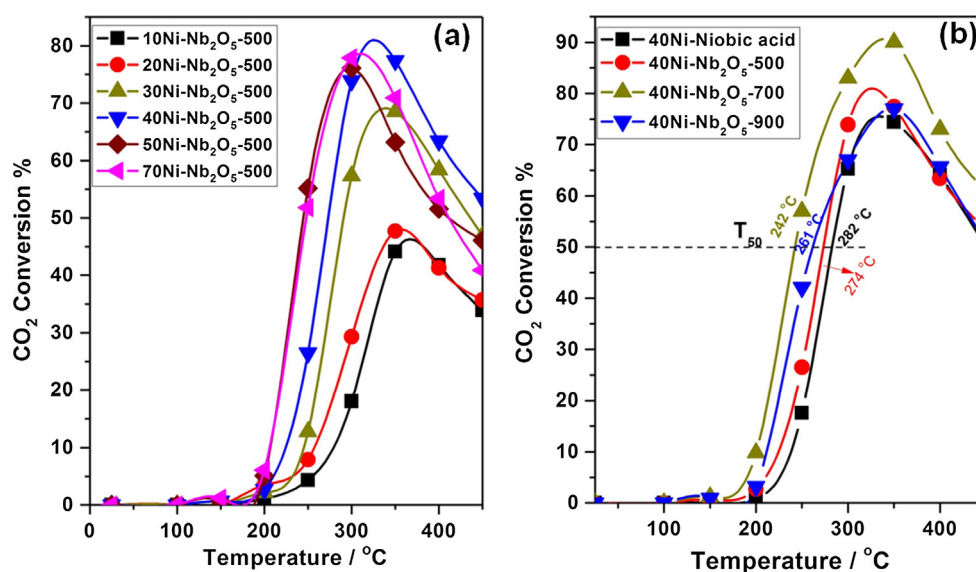 (a)
10Ni-Nb₂O₅-500
20Ni-Nb₂O₅-500
30Ni-Nb₂O₅-500
40Ni-Nb₂O₅-500
50Ni-Nb₂O₅-500
70Ni-Nb₂O₅-500
CO₂ Conversion %
80
70
60
50
40
30
20
10
0
0 100 200 300 400
Temperature / °C
(b)
40Ni-Niobic acid
40Ni-Nb₂O₅-500
40Ni-Nb₂O₅-700
40Ni-Nb₂O₅-900
CO₂ Conversion %
90
80
70
60
50
40
30
20
10
0
T₅₀
242 °C
261 °C
282 °C
274 °C
100 200 300 400
Temperature / °C